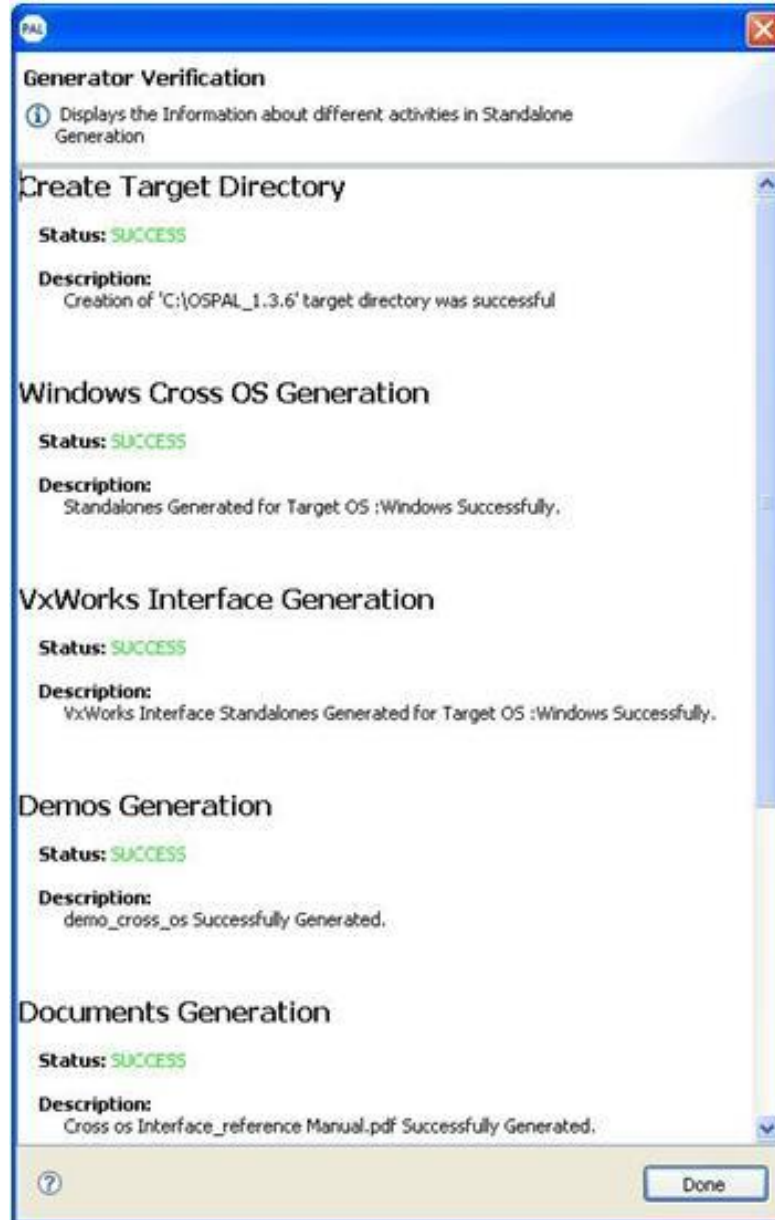 PAL
Generator Verification
Displays the Information about different activities in Standalone
Generation
Create Target Directory
Status: SUCCESS
Description:
Creation of 'C:\OSPAL_1.3.6' target directory was successful
Windows Cross OS Generation
Status: SUCCESS
Description:
Standalones Generated for Target OS :Windows Successfully.
VxWorks Interface Generation
Status: SUCCESS
Description:
VxWorks Interface Standalones Generated for Target OS :Windows Successfully.
Demos Generation
Status: SUCCESS
Description:
demo_cross_os Successfully Generated.
Documents Generation
Status: SUCCESS
Description:
Cross os Interface_reference Manual.pdf Successfully Generated.
Done